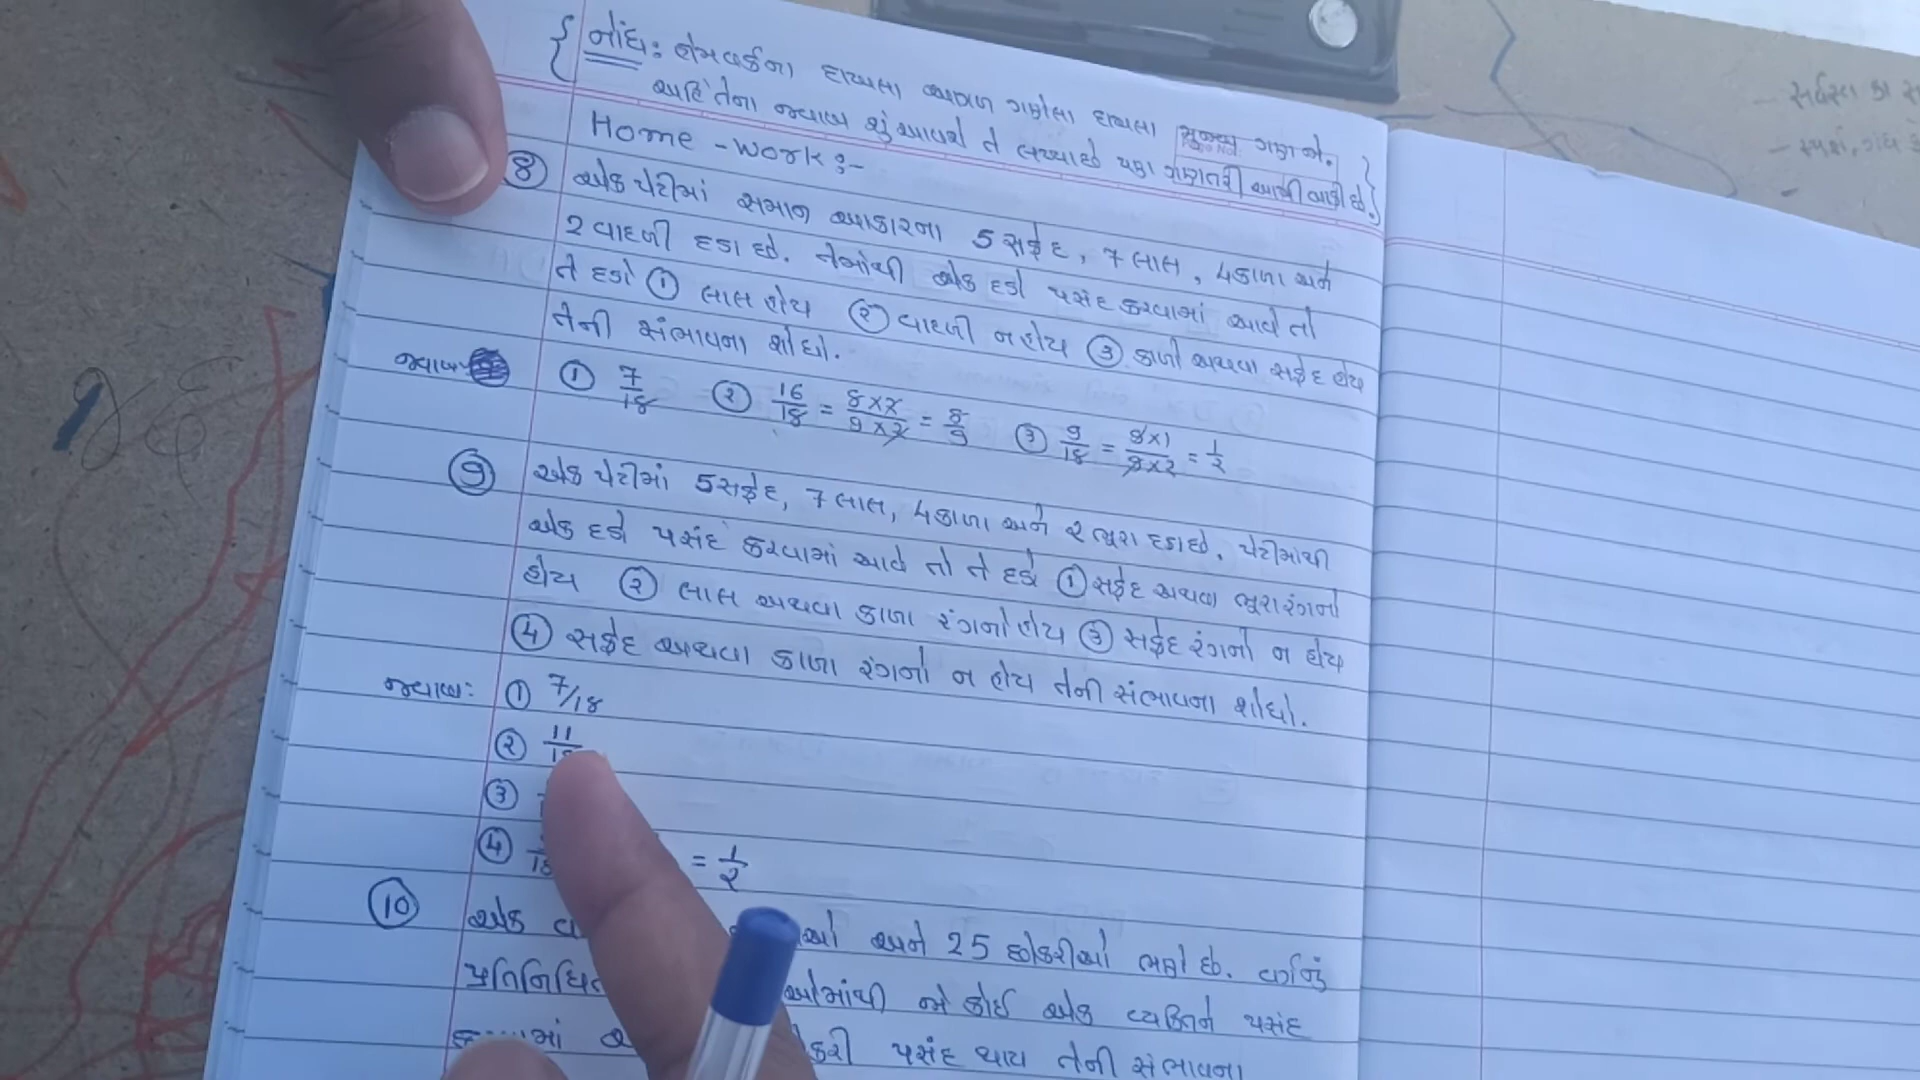 નોંધ: હોમવર્કના દાખલા આગળ ગણેલા દાખલા મુજબ ગણાશે.
અહિં તેના જવાબ શું આવશે તે લખ્યા છે પણ ગણતરી આપી બાકી છે.
Home - work :-
8 એક પેટીમાં સમાન આકારના 5 સફેદ, 7 લાલ, 4 કાળા અને
2 વાદળી દડા છે. તેમાંથી એક દડો પસંદ કરવામાં આવે તો
તે દડો ① લાલ હોય ② વાદળી ન હોય ③ કાળો અથવા સફેદ હોય
તેની સંભાવના શોધો.
જવાબ ① 7/18 ② 16/18 = 8×2/9×2 = 8/9 ③ 9/18 = 9×1/9×2 = 1/2
9 એક પેટીમાં 5 સફેદ, 7 લાલ, 4 કાળા અને 2 ભૂરા દડા છે. પેટીમાંથી
એક દડો પસંદ કરવામાં આવે તો તે દડો ① સફેદ અથવા ભૂરા રંગનો
હોય ② લાલ અથવા કાળા રંગનો હોય ③ સફેદ રંગનો ન હોય
④ સફેદ અથવા કાળા રંગનો ન હોય તેની સંભાવના શોધો.
જવાબ: ① 7/18
② 11/18
③
④ = 1/2
10 એક અને 25 છોકરીઓ ભણે છે. વર્ગનું
પ્રતિનિધિત્વ કોઈ એક વ્યક્તિને પસંદ
પસંદ થાય તેની સંભાવના